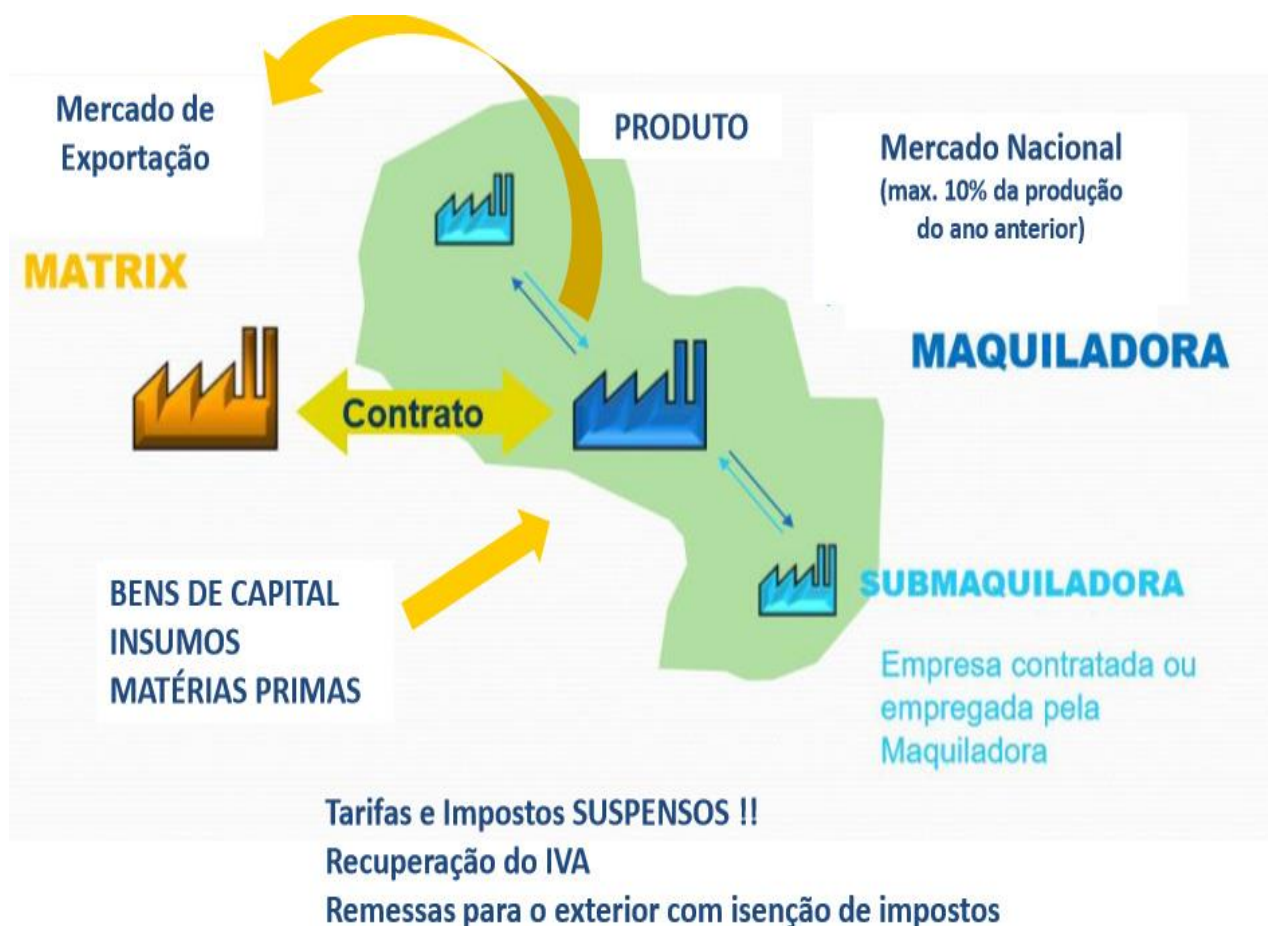 Mercado de
Exportação
PRODUTO
Mercado Nacional
(max. 10% da produção
do ano anterior)
MATRIX
MAQUILADORA
Contrato
BENS DE CAPITAL
INSUMOS
MATÉRIAS PRIMAS
SUBMAQUILADORA
Empresa contratada ou
empregada pela
Maquiladora
Tarifas e Impostos SUSPENSOS !!
Recuperação do IVA
Remessas para o exterior com isenção de impostos